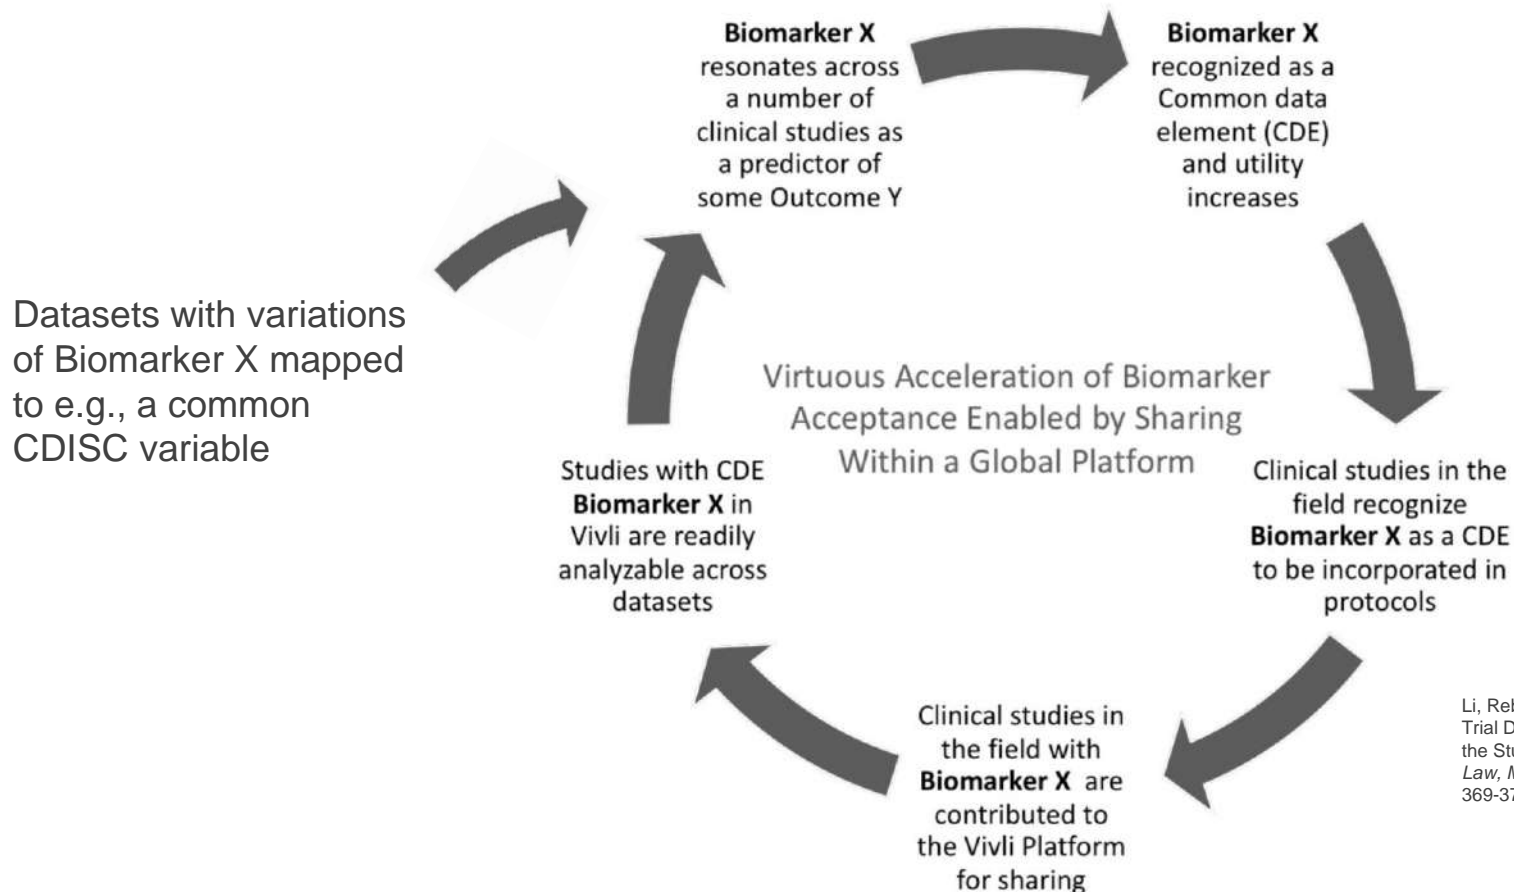 Biomarker X
resonates across
a number of
clinical studies as
a predictor of
some Outcome Y
Biomarker X
recognized as a
Common data
element (CDE)
and utility
increases
Datasets with variations
of Biomarker X mapped
to e.g., a common
CDISC variable
Virtuous Acceleration of Biomarker
Acceptance Enabled by Sharing
Within a Global Platform
Clinical studies in the
field recognize
Biomarker X as a CDE
to be incorporated in
protocols
Clinical studies in
the field with
Biomarker X are
contributed to
the Vivli Platform
for sharing
Studies with CDE
Biomarker X in
Vivli are readily
analyzable across
datasets
Li,
Trial
the
Law,